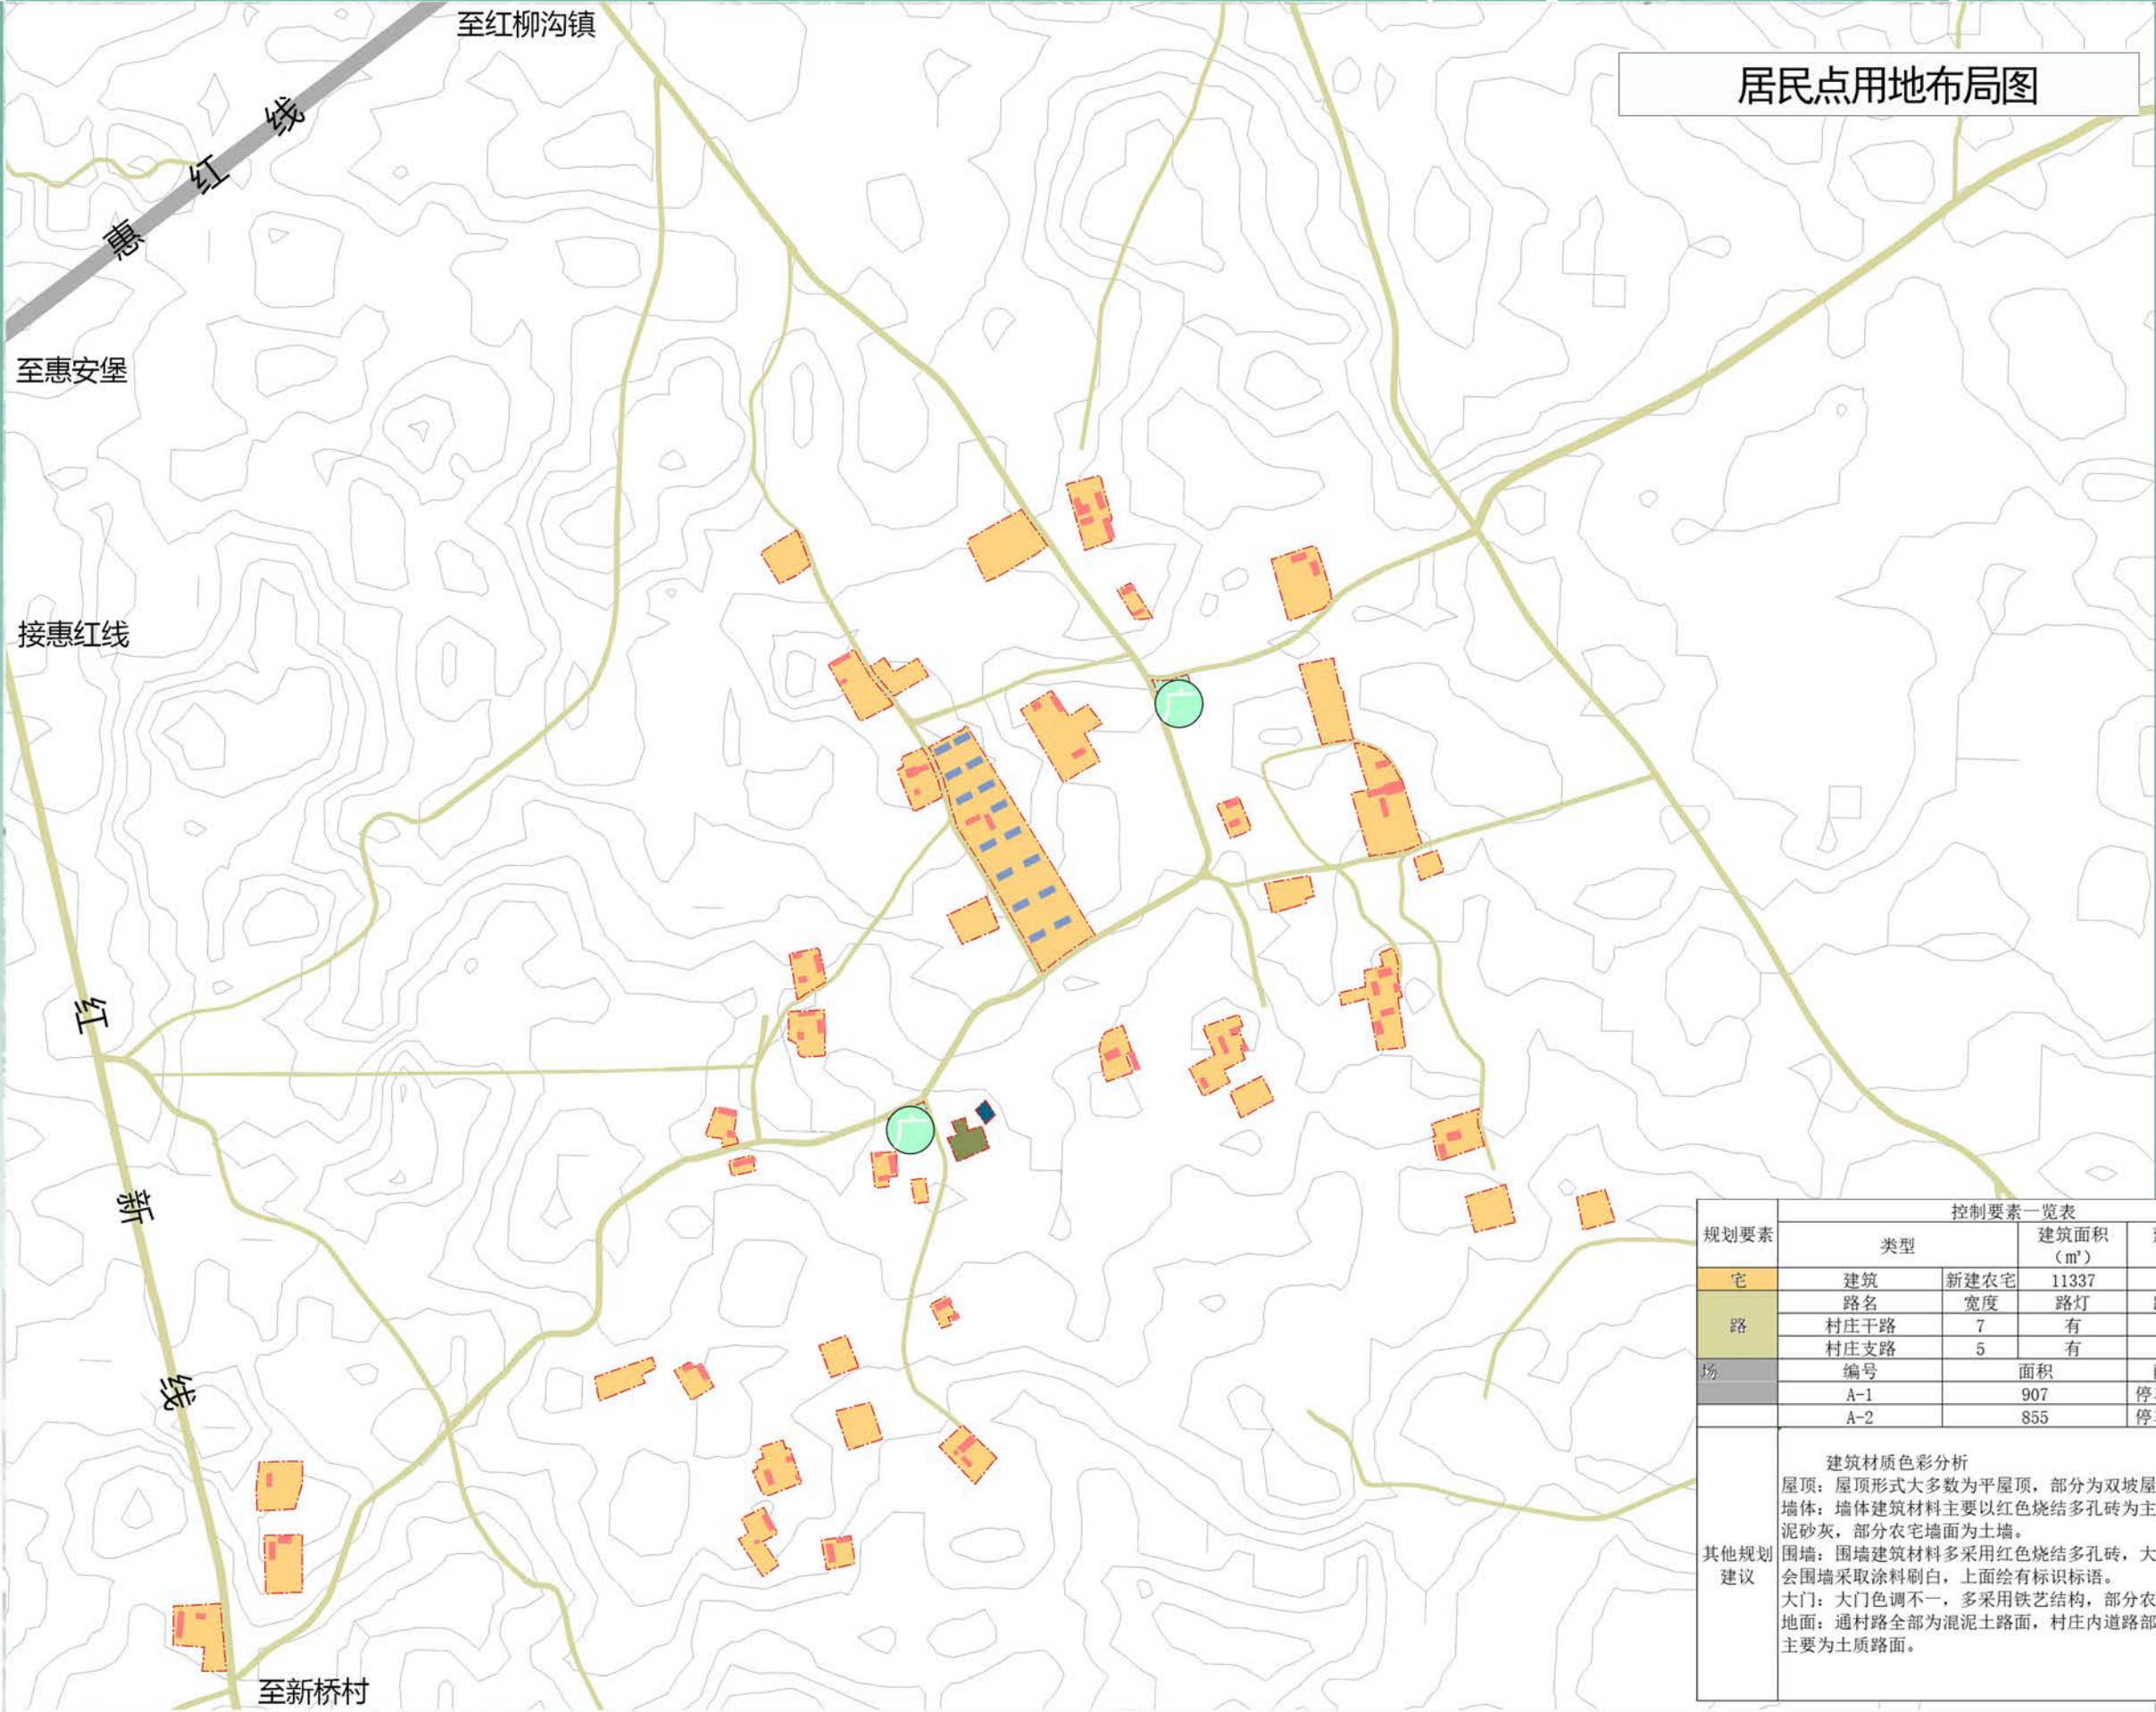 至红柳沟镇
居民点用地布局图
惠红线
至惠安堡
接惠红线
广
红新线
广
至新桥村
控制要素一览表
规划要素
类型
建筑面积
（㎡）
宅
建筑 新建农宅 11337
路
路名 宽度 路灯
村庄干路 7 有
村庄支路 5 有
场
编号 面积
A-1 907 停
A-2 855 停
其他规划
建议
建筑材质色彩分析
屋顶：屋顶形式大多数为平屋顶，部分为双坡屋
墙体：墙体建筑材料主要以红色烧结多孔砖为主
泥砂灰，部分农宅墙面为土墙。
围墙：围墙建筑材料多采用红色烧结多孔砖，大
会围墙采取涂料刷白，上面绘有标识标语。
大门：大门色调不一，多采用铁艺结构，部分农
地面：通村路全部为混泥土路面，村庄内道路部
主要为土质路面。